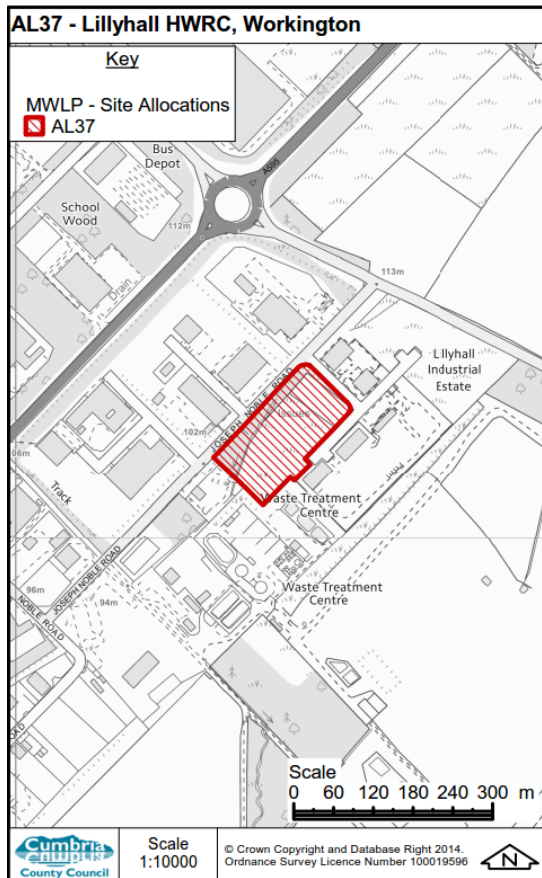 AL37 - Lillyhall HWRC, Workington
Key
MWLP - Site Allocations
AL37
Bus
Depot
A595
School
Wood
112m
Drain
113m
Lillyhall
Industrial
Estate
JOSEPH NOBLE ROAD
Issues
102m
06m
Waste Treatment
Centre
Track
JOSEPH NOBLE ROAD
Waste Treatment
Centre
96m
94m
NOBLE ROAD
Scale
0 60 120 180 240 300 m
Cumbria
County Council
Scale
1:10000
© Crown Copyright and Database Right 2014.
Ordnance Survey Licence Number 100019596
N